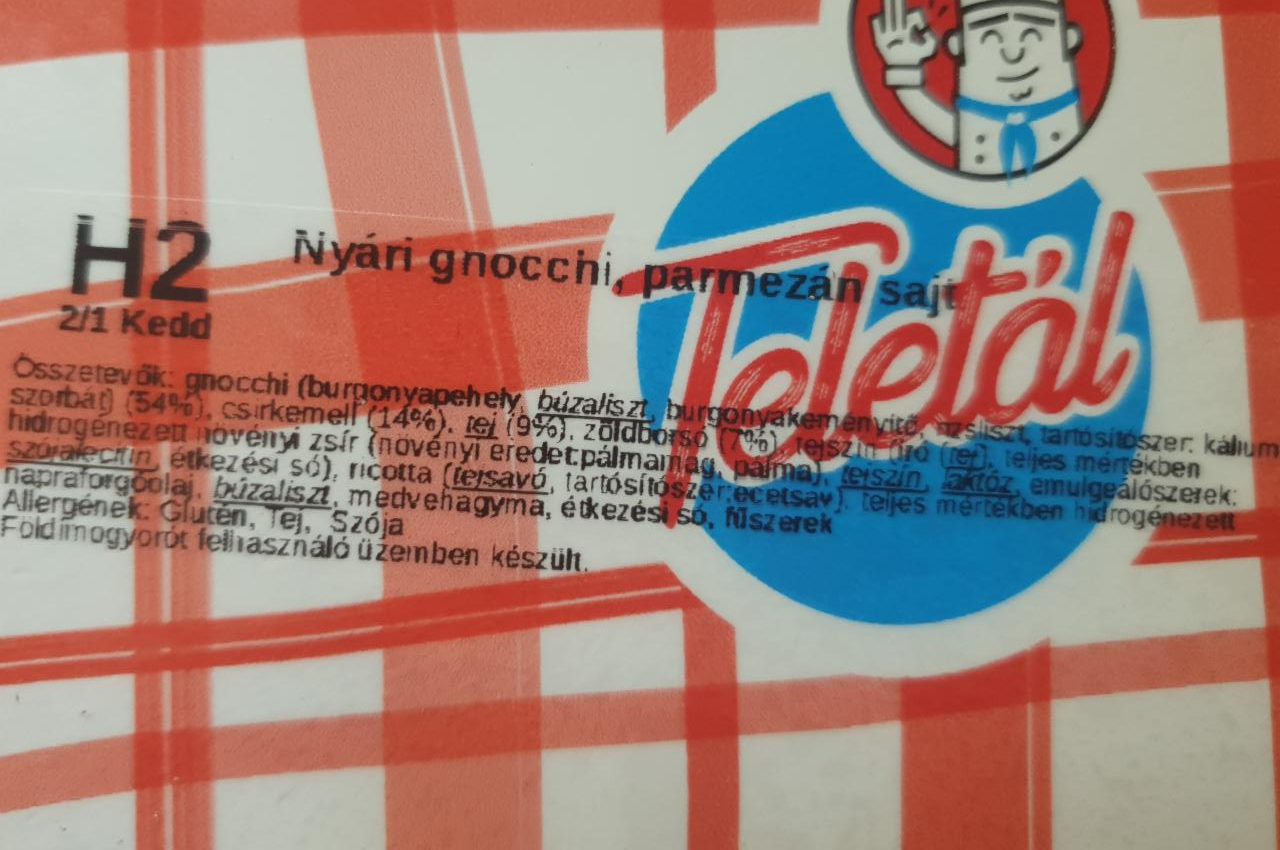 H2
2/1 Kedd
Nyári gnocchi, parmezán sajt
Teletál
Összetevők: gnocchi (burgonyapehely, búzaliszt, burgonyakeményítő, rizsliszt, tartósítószer: kálium
szorbát) (54%), csirkemell (14%), tej (9%), zöldborsó (7%), tejszín (tej), teljes mértékben
hidrogénezett növényi zsír (növényi eredet:pálmamag, pálma), tejszín, laktóz, emulgeálószerek:
szójalecitin, étkezési só), ricotta (tejsavó, tartósítószer:ecetsav), teljes mértékben hidrogénezett
napraforgóolaj, búzaliszt, medvehagyma, étkezési só, fűszerek
Allergének: Glutén, Tej, Szója
Földimogyorót felhasználó üzemben készült.